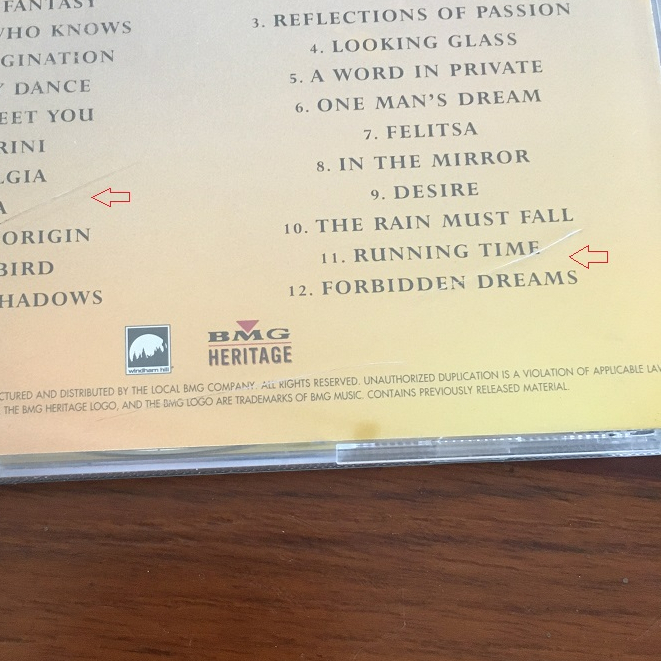 FANTASY
WHO KNOWS
GINATION
DANCE
EET YOU
RINI
LGIA
A
ORIGIN
BIRD
HADOWS
3. REFLECTIONS OF PASSION
4. LOOKING GLASS
5. A WORD IN PRIVATE
6. ONE MAN'S DREAM
7. FELITSA
8. IN THE MIRROR
9. DESIRE
10. THE RAIN MUST FALL
11. RUNNING TIME
12. FORBIDDEN DREAMS
windham hill
BMG
HERITAGE
CTURED AND DISTRIBUTED BY THE LOCAL BMG COMPANY. ALL RIGHTS RESERVED. UNAUTHORIZED DUPLICATION IS A VIOLATION OF APPLICABLE LAW
THE BMG HERITAGE LOGO, AND THE BMG LOGO ARE TRADEMARKS OF BMG MUSIC. CONTAINS PREVIOUSLY RELEASED MATERIAL.